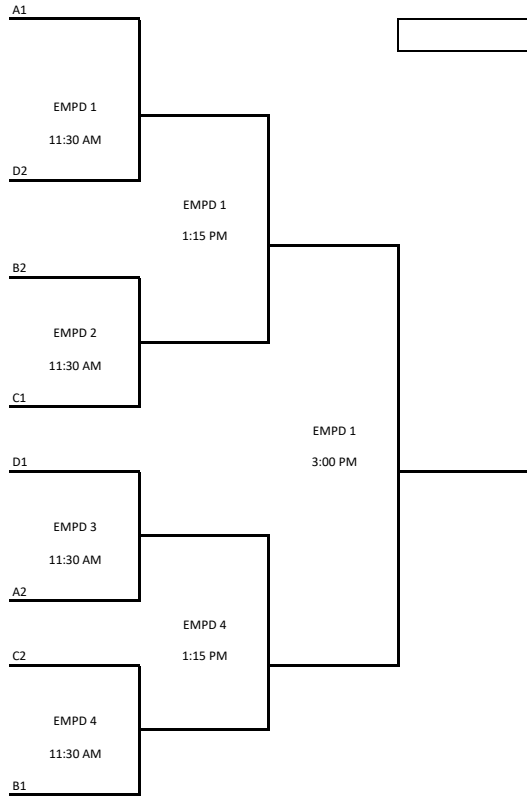 A1
EMPD 1
11:30 AM
D2
EMPD 1
1:15 PM
B2
EMPD 2
11:30 AM
C1
EMPD 1
3:00 PM
D1
EMPD 3
11:30 AM
A2
EMPD 4
1:15 PM
C2
EMPD 4
11:30 AM
B1